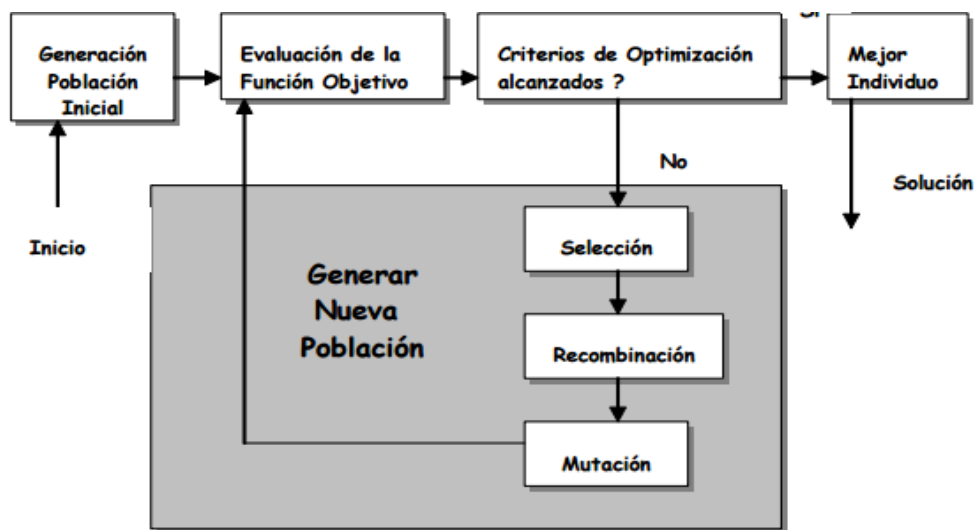 Generación
Población
Inicial
Evaluación de la
Función Objetivo
Criterios de Optimización
alcanzados ?
Mejor
Individuo
No
Solución
Inicio
Selección
Generar
Nueva
Población
Recombinación
Mutación